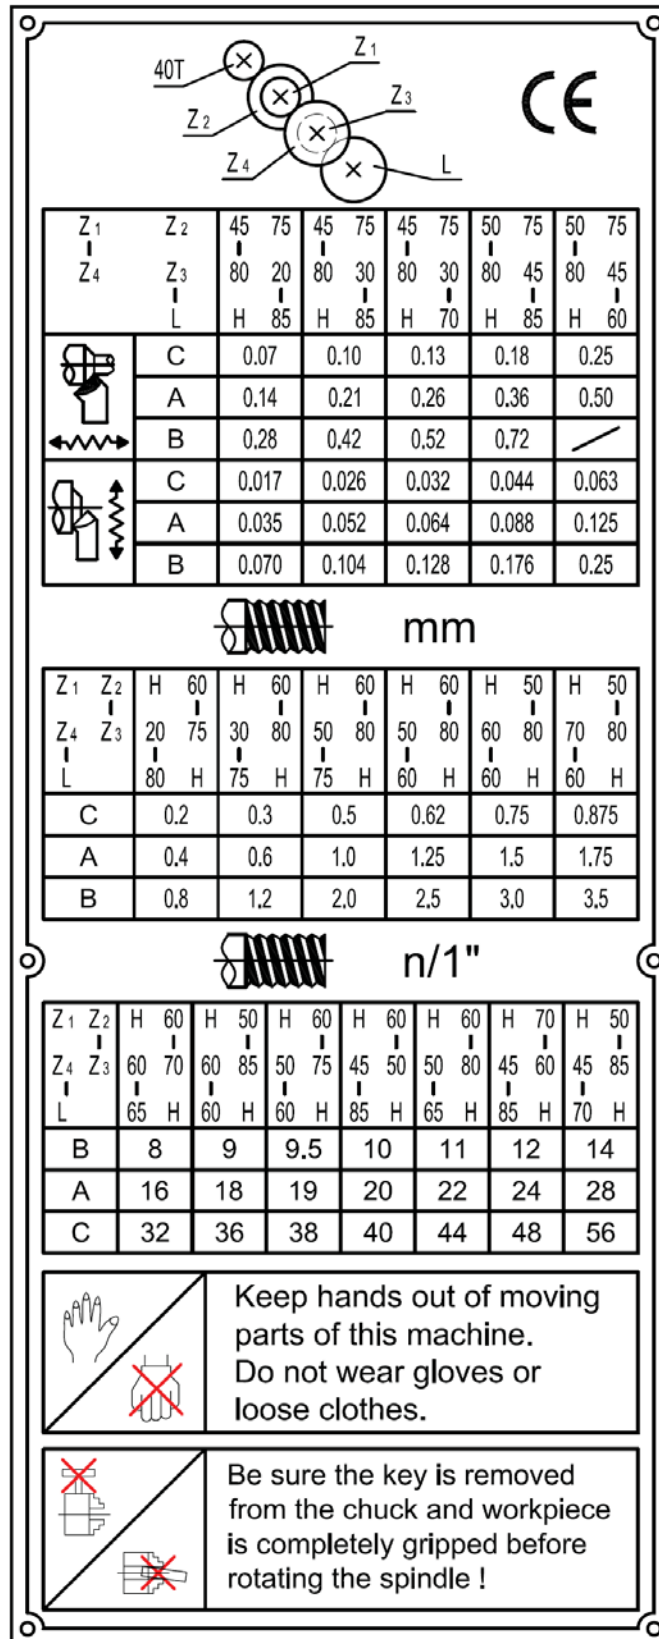 Z1
40T
Z3
Z2
Z4
L
CE
Z1 Z2 45 75 45 75 45 75 50 75 50 75
Z4 Z3 80 20 80 30 80 30 80 45 80 45
L H 85 H 85 H 70 H 85 H 60
C 0.07 0.10 0.13 0.18 0.25
A 0.14 0.21 0.26 0.36 0.50
B 0.28 0.42 0.52 0.72
C 0.017 0.026 0.032 0.044 0.063
A 0.035 0.052 0.064 0.088 0.125
B 0.070 0.104 0.128 0.176 0.25
mm
Z1 Z2 H 60 H 60 H 60 H 60 H 50 H 50
Z4 Z3 20 75 30 80 50 80 50 80 60 80 70 80
L 80 H 75 H 75 H 60 H 60 H 60 H
C 0.2 0.3 0.5 0.62 0.75 0.875
A 0.4 0.6 1.0 1.25 1.5 1.75
B 0.8 1.2 2.0 2.5 3.0 3.5
n/1"
Z1 Z2 H 60 H 50 H 60 H 60 H 60 H 70 H 50
Z4 Z3 60 70 60 85 50 75 45 50 50 80 45 60 45 85
L 65 H 60 H 60 H 85 H 65 H 85 H 70 H
B 8 9 9.5 10 11 12 14
A 16 18 19 20 22 24 28
C 32 36 38 40 44 48 56
Keep hands out of moving
parts of this machine.
Do not wear gloves or
loose clothes.
Be sure the key is removed
from the chuck and workpiece
is completely gripped before
rotating the spindle !